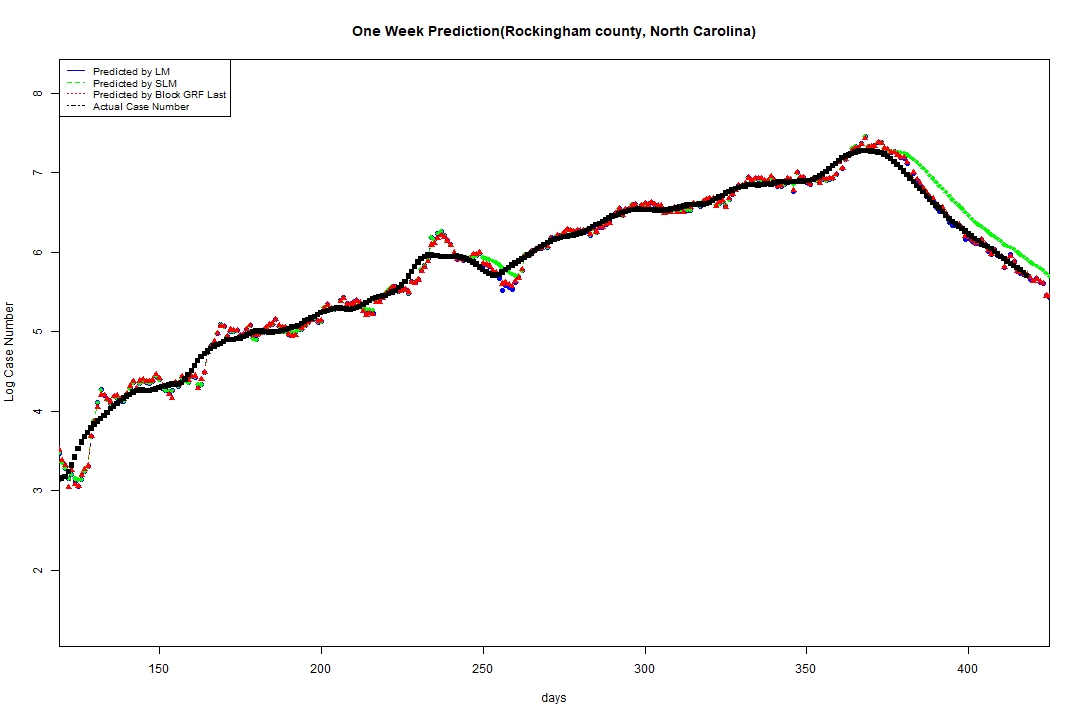 One Week Prediction(Rockingham county, North Carolina)
Predicted by LM
Predicted by SLM
Predicted by Block GRF Last
Actual Case Number
Log Case Number
8
7
6
5
4
3
2
150 200 250 300 350 400
days